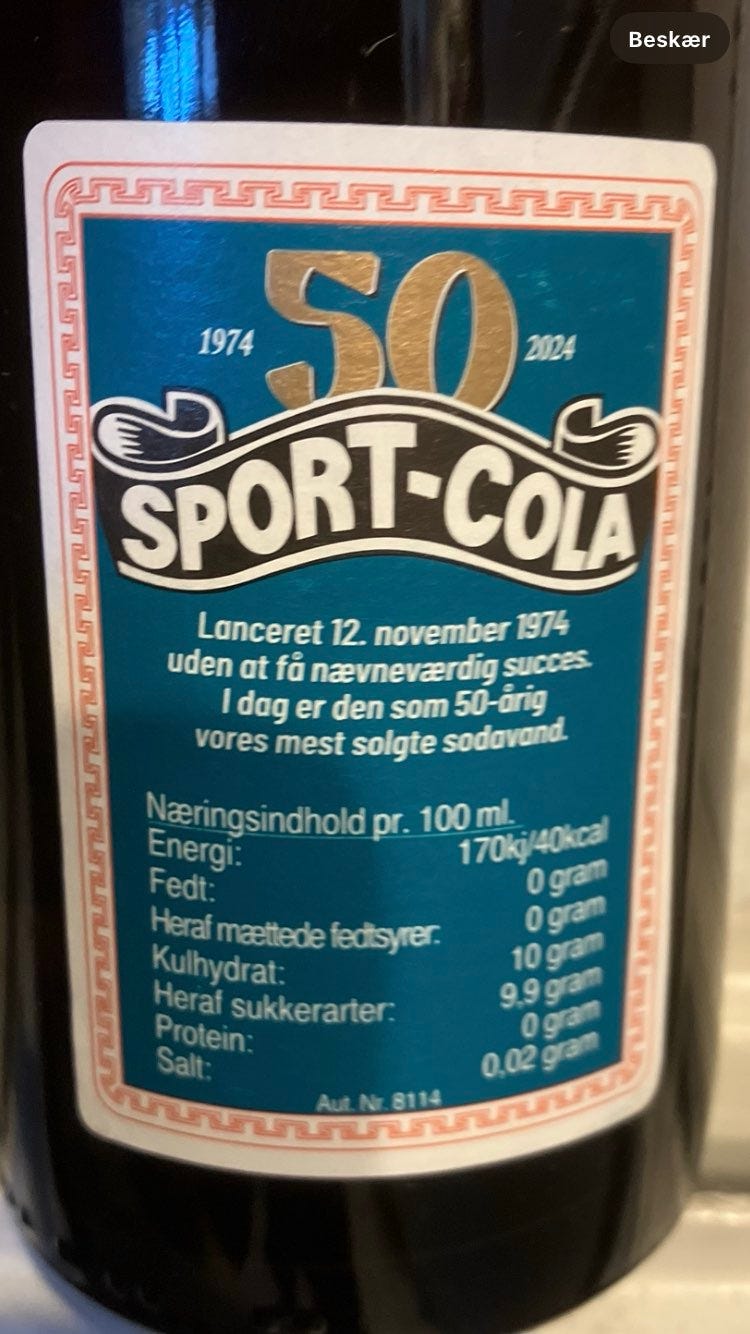 Beskær
50
1974 2024
SPORT-COLA
Lanceret 12. november 1974
uden at få nævneværdig succes.
I dag er den som 50-årig
vores mest solgte sodavand.
Næringsindhold pr. 100 ml.
Energi: 170kj/40kcal
Fedt: 0 gram
Heraf mættede fedtsyrer: 0 gram
Kulhydrat: 10 gram
Heraf sukkerarter: 9,9 gram
Protein: 0 gram
Salt: 0,02 gram
Aut. Nr. 8114